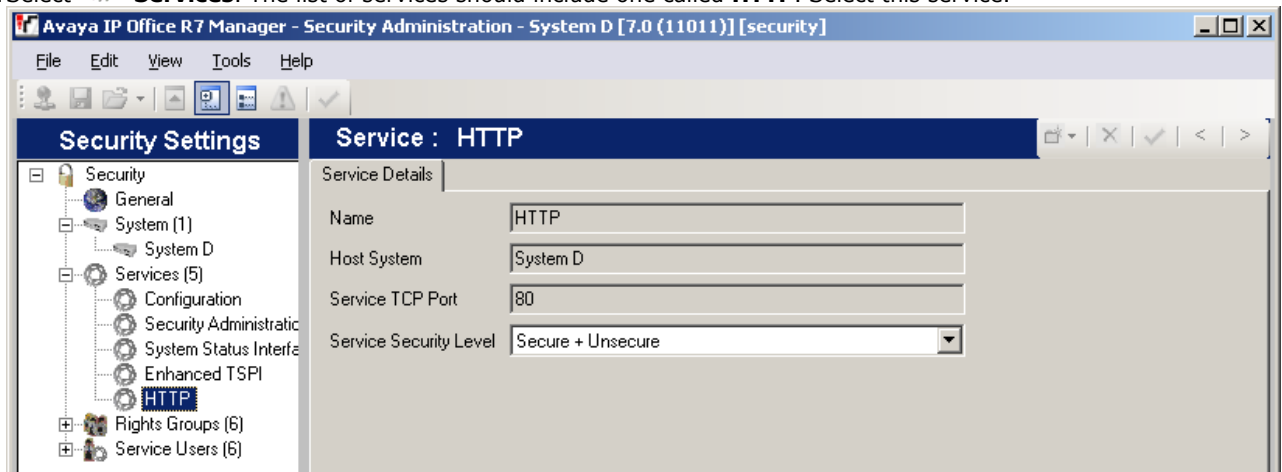 Select Services. The list of services should include one called HTTP. Select this service.
Avaya IP Office R7 Manager - Security Administration - System D [7.0 (11011)] [security]
File Edit View Tools Help
Security Settings
Service : HTTP
Security
General
System (1)
System D
Services (5)
Configuration
Security Administratio
System Status Interfa
Enhanced TSPI
HTTP
Rights Groups (6)
Service Users (6)
Service Details
Name HTTP
Host System System D
Service TCP Port 80
Service Security Level Secure + Unsecure